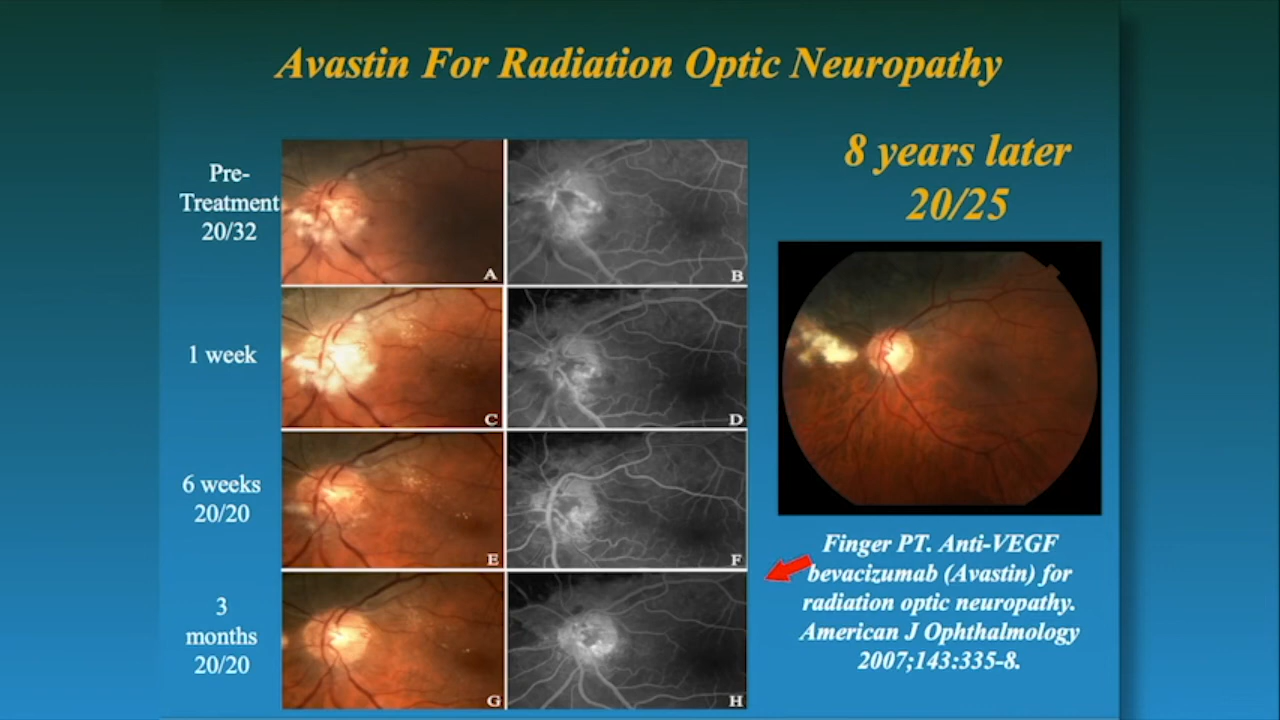 Avastin For Radiation Optic Neuropathy
Pre-
Treatment
20/32
A
B
1 week
C
D
6 weeks
20/20
E
F
3
months
20/20
G
H
8 years later
20/25
Finger PT. Anti-VEGF
bevacizumab (Avastin) for
radiation optic neuropathy.
American J Ophthalmology
2007;143:335-8.